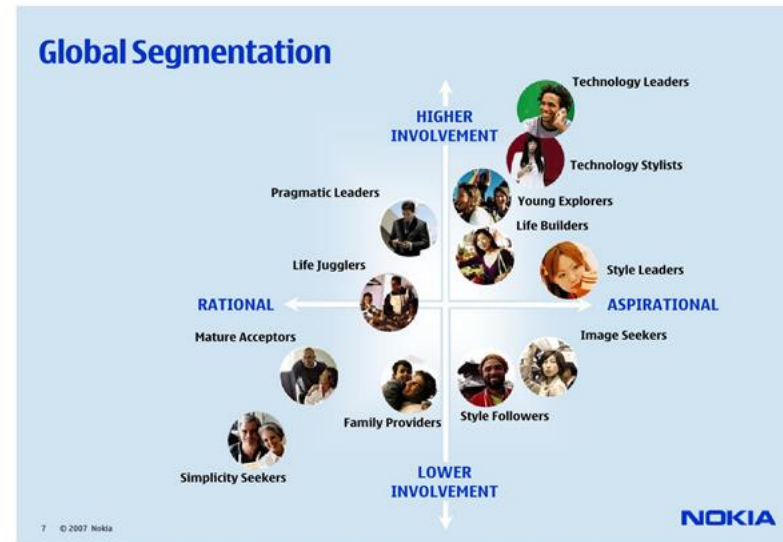 Global Segmentation
Technology Leaders
HIGHER
INVOLVEMENT
Technology Stylists
Pragmatic Leaders
Young Explorers
Life Builders
Life Jugglers
Style Leaders
RATIONAL
ASPIRATIONAL
Mature Acceptors
Image Seekers
Family Providers
Style Followers
Simplicity Seekers
LOWER
INVOLVEMENT
7 © 2007 Nokia
NOKIA